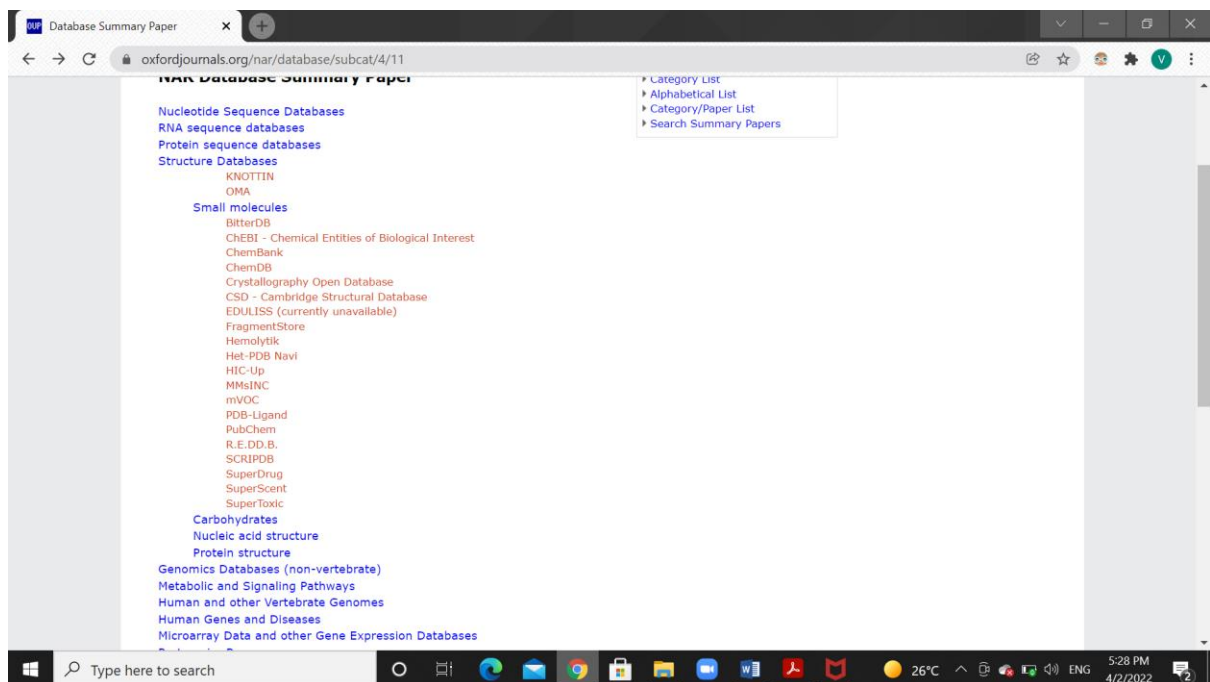 OUP Database Summary Paper
oxfordjournals.org/nar/database/subcat/4/11
V
NAR Database Summary Paper
Nucleotide Sequence Databases
RNA sequence databases
Protein sequence databases
Structure Databases
KNOTTIN
OMA
Small molecules
BitterDB
ChEBI - Chemical Entities of Biological Interest
ChemBank
ChemDB
Crystallography Open Database
CSD - Cambridge Structural Database
EDULISS (currently unavailable)
FragmentStore
Hemolytik
Het-PDB Navi
HIC-Up
MMsINC
mVOC
PDB-Ligand
PubChem
R.E.DD.B.
SCRIPDB
SuperDrug
SuperScent
SuperToxic
Carbohydrates
Nucleic acid structure
Protein structure
Genomics Databases (non-vertebrate)
Metabolic and Signaling Pathways
Human and other Vertebrate Genomes
Human Genes and Diseases
Microarray Data and other Gene Expression Databases
Category List
Alphabetical List
Category/Paper List
Search Summary Papers
Type here to search
26°C
ENG
5:28 PM
4/2/2022
2